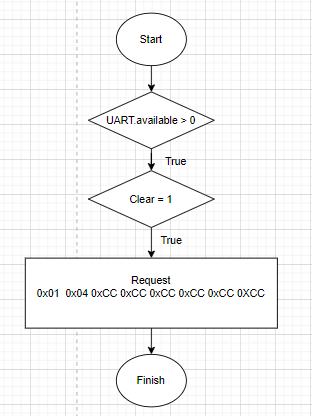 Start
UART.available > 0
True
Clear = 1
True
Request
0x01 0x04 0xCC 0xCC 0xCC 0xCC 0xCC 0XCC
Finish